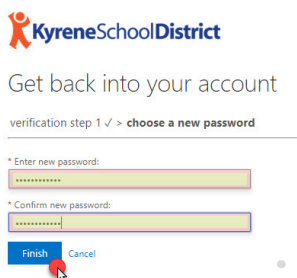 KyreneSchoolDistrict
Get back into your account
verification step 1 ✓ > choose a new password
* Enter new password:
••••••••••••
* Confirm new password:
••••••••••••
Finish Cancel